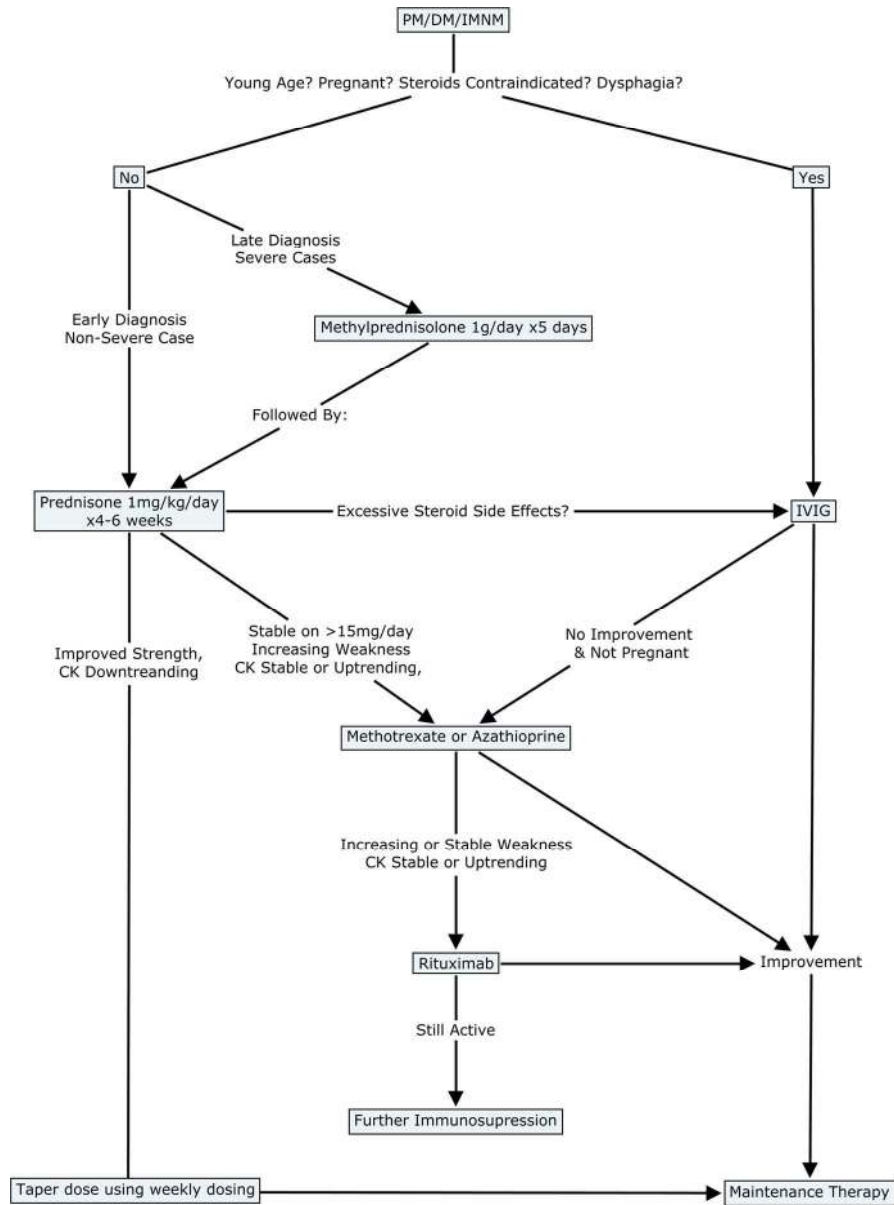 PM/DM/IMNM
Young Age? Pregnant? Steroids Contraindicated? Dysphagia?
No
Yes
Late Diagnosis
Severe Cases
Early Diagnosis
Non-Severe Case
Methylprednisolone 1g/day x5 days
Followed By:
Prednisone 1mg/kg/day
x4-6 weeks
Excessive Steroid Side Effects?
IVIG
Improved Strength,
CK Downtreanding
Stable on >15mg/day
Increasing Weakness
CK Stable or Uptrending,
No Improvement
& Not Pregnant
Methotrexate or Azathioprine
Increasing or Stable Weakness
CK Stable or Uptrending
Rituximab
Improvement
Still Active
Further Immunosupression
Taper dose using weekly dosing
Maintenance Therapy